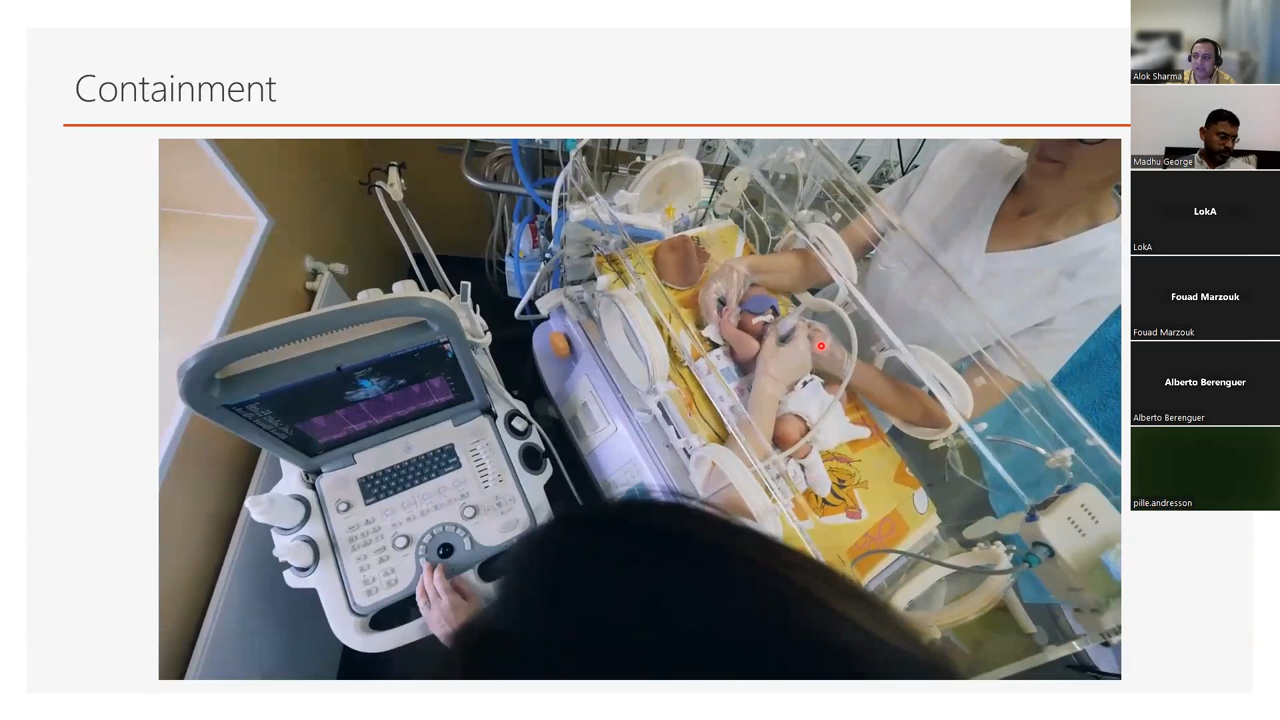 Containment
Alok Sharma
Madhu George
LokA
LokA
Fouad Marzouk
Fouad Marzouk
Alberto Berenguer
Alberto Berenguer
pille.andresson